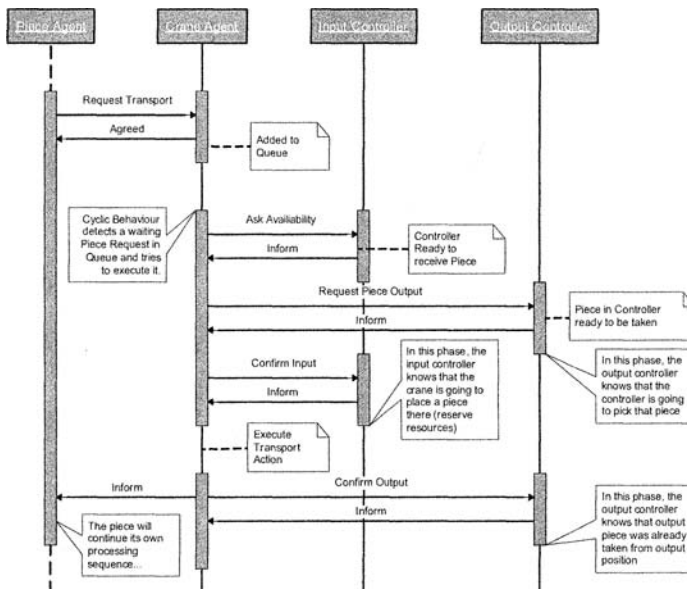 Piece Agent
Crane Agent
Input Controller
Output Controller
Request Transport
Agreed
Added to
Queue
Cyclic Behaviour
detects a waiting
Piece Request in
Queue and tries
to execute it.
Ask Availiability
Inform
Controller
Ready to
receive Piece
Request Piece Output
Inform
Piece in Controller
ready to be taken
Confirm Input
Inform
In this phase, the
input controller
knows that the
crane is going to
place a piece
there (reserve
resources)
In this phase, the
output controller
knows that the
controller is going
to pick that piece
Execute
Transport
Action
Inform
Confirm Output
Inform
The piece will
continue its own
processing
sequence...
In this phase, the
output controller
knows that output
piece was already
taken from output
position